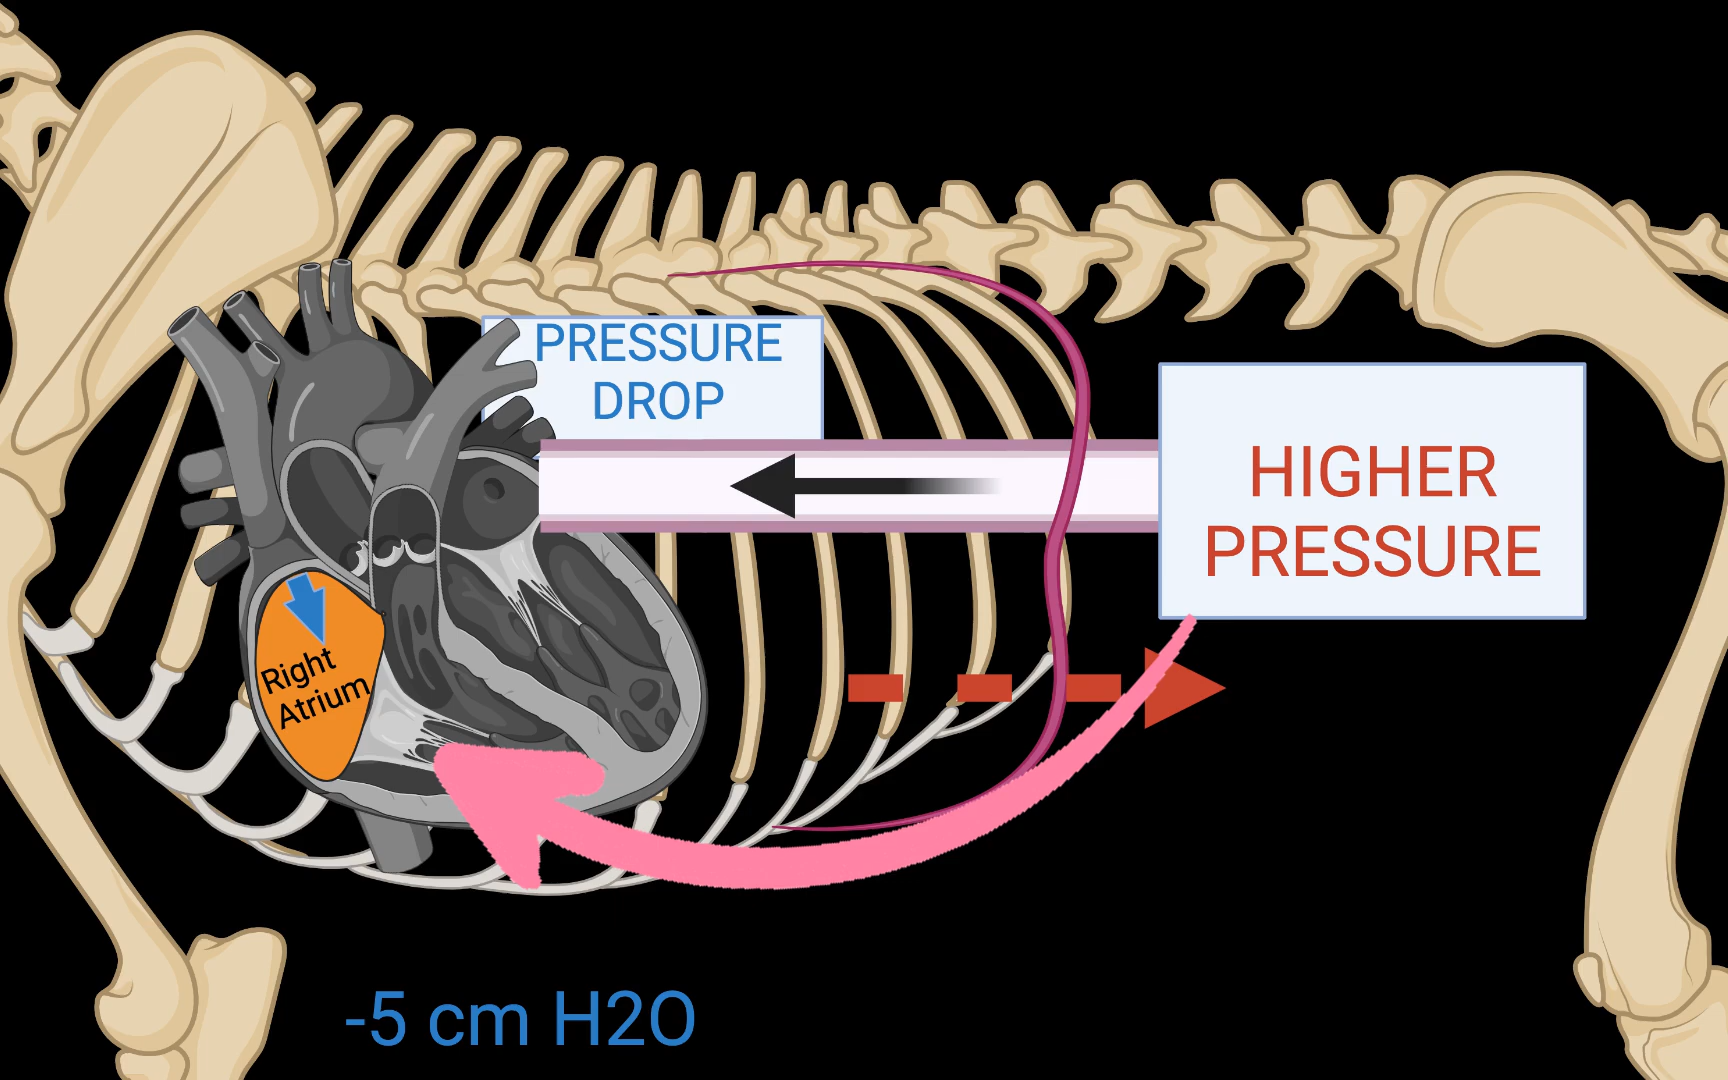 PRESSURE
DROP
HIGHER
PRESSURE
Right
Atrium
-5 cm H2O